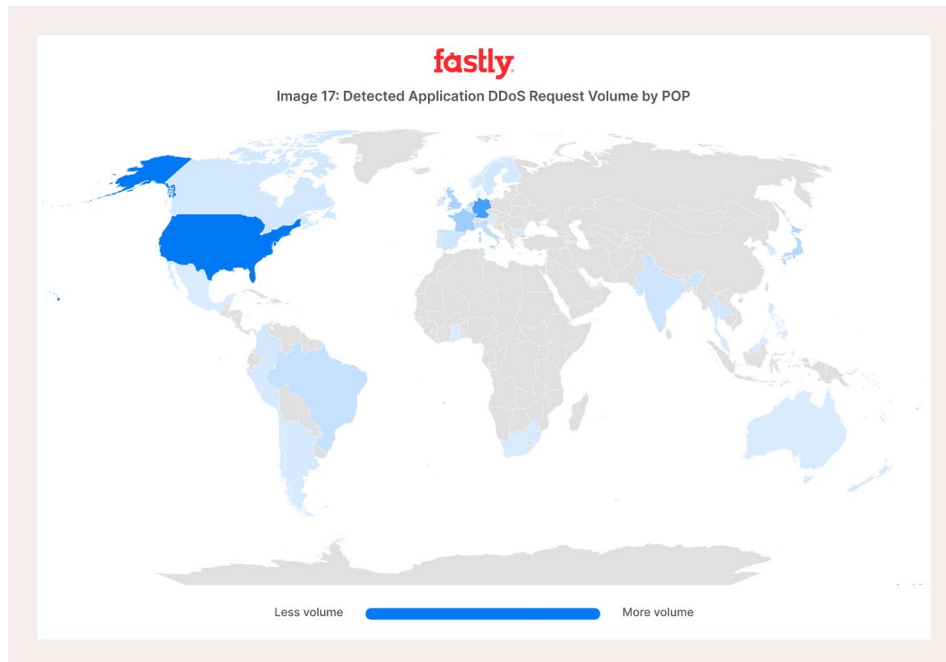 fastly
Image 17: Detected Application DDoS Request Volume by POP
Less volume
More volume